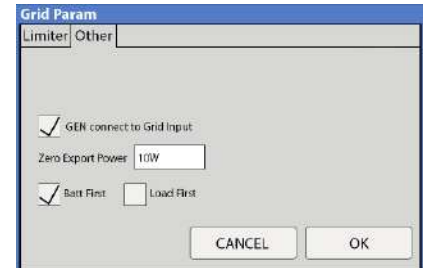 Grid Param
Limiter Other
GEN connect to Grid Input
Zero Export Power 10W
Batt First Load First
CANCEL OK